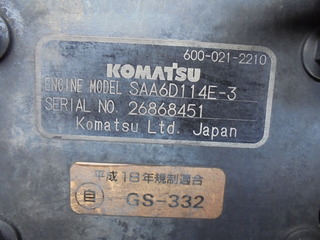 600-021-2210
KOMATSU
ENGINE MODEL SAA6D114E-3
SERIAL NO. 26868451
Komatsu Ltd. Japan
平成18年規制適合
自 GS-332